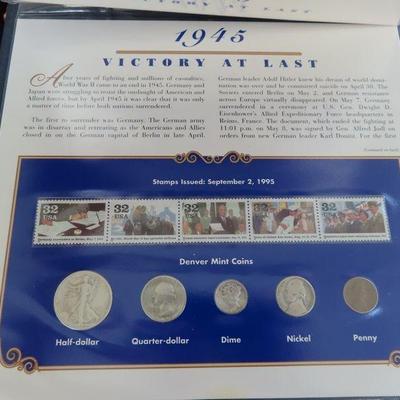 VICTORY AT LAST
1945
VICTORY AT LAST
After years of fighting and millions of casualties,
World War II came to an end in 1945. Germany and
Japan were struggling to resist the onslaught of American and
Allied forces, but by April 1945 it was clear that it was only
a matter of time before both nations surrendered.
The first to surrender was Germany. The German army
was in disarray and retreating as the Americans and Allies
closed in on the German capital of Berlin in late April.
German leader Adolf Hitler knew his dream of world domi-
nation was over and he committed suicide on April 30. The
Soviets entered Berlin on May 2, and German resistance
across Europe virtually disappeared. On May 7, Germany
surrendered in a ceremony at U.S. Gen. Dwight D.
Eisenhower's Allied Expeditionary Force headquarters in
Reims, France. The document, which ended the fighting at
11:01 p.m. on May 8, was signed by Gen. Alfred Jodl on
orders from new German leader Karl Donitz. For the first
Stamps Issued: September 2, 1995
32 USA
32 USA
32 USA
32 USA
32 USA
Denver Mint Coins
Half-dollar
Quarter-dollar
Dime
Nickel
Penny